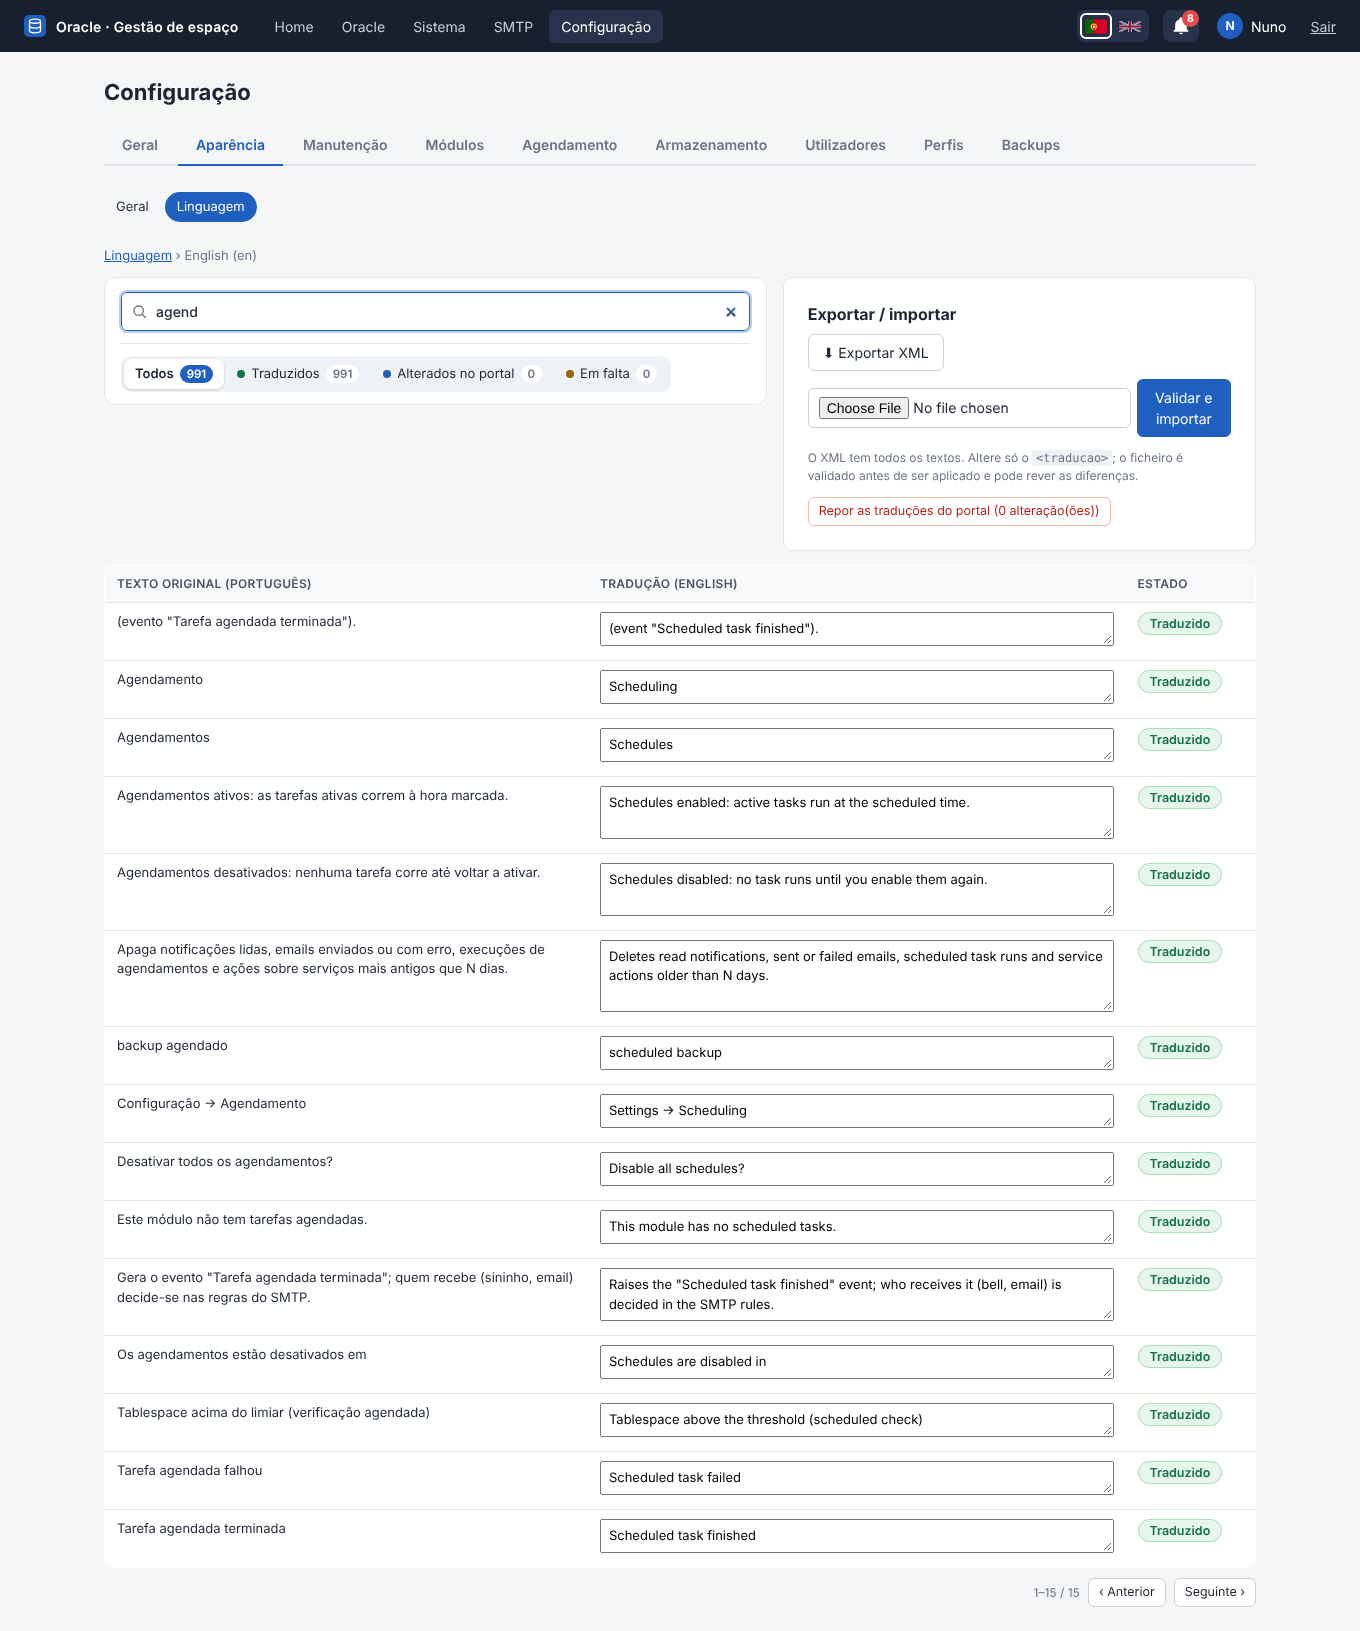 Oracle · Gestão de espaço
Home
Oracle
Sistema
SMTP
Configuração
8
N
Nuno
Sair
Configuração
Geral
Aparência
Manutenção
Módulos
Agendamento
Armazenamento
Utilizadores
Perfis
Backups
Geral
Linguagem
Linguagem › English (en)
agend
Todos 991
Traduzidos 991
Alterados no portal 0
Em falta 0
Exportar / importar
⬇ Exportar XML
Choose File No file chosen
Validar e
importar
O XML tem todos os textos. Altere só o <traducao>; o ficheiro é
validado antes de ser aplicado e pode rever as diferenças.
Repor as traduções do portal (0 alteração(ões))
TEXTO ORIGINAL (PORTUGUÊS)
TRADUÇÃO (ENGLISH)
ESTADO
(evento "Tarefa agendada terminada").
(event "Scheduled task finished").
Traduzido
Agendamento
Scheduling
Traduzido
Agendamentos
Schedules
Traduzido
Agendamentos ativos: as tarefas ativas correm à hora marcada.
Schedules enabled: active tasks run at the scheduled time.
Traduzido
Agendamentos desativados: nenhuma tarefa corre até voltar a ativar.
Schedules disabled: no task runs until you enable them again.
Traduzido
Apaga notificações lidas, emails enviados ou com erro, execuções de
agendamentos e ações sobre serviços mais antigos que N dias.
Deletes read notifications, sent or failed emails, scheduled task runs and service
actions older than N days.
Traduzido
backup agendado
scheduled backup
Traduzido
Configuração → Agendamento
Settings → Scheduling
Traduzido
Desativar todos os agendamentos?
Disable all schedules?
Traduzido
Este módulo não tem tarefas agendadas.
This module has no scheduled tasks.
Traduzido
Gera o evento "Tarefa agendada terminada"; quem recebe (sininho, email)
decide-se nas regras do SMTP.
Raises the "Scheduled task finished" event; who receives it (bell, email) is
decided in the SMTP rules.
Traduzido
Os agendamentos estão desativados em
Schedules are disabled in
Traduzido
Tablespace acima do limiar (verificação agendada)
Tablespace above the threshold (scheduled check)
Traduzido
Tarefa agendada falhou
Scheduled task failed
Traduzido
Tarefa agendada terminada
Scheduled task finished
Traduzido
1–15 / 15
‹ Anterior
Seguinte ›